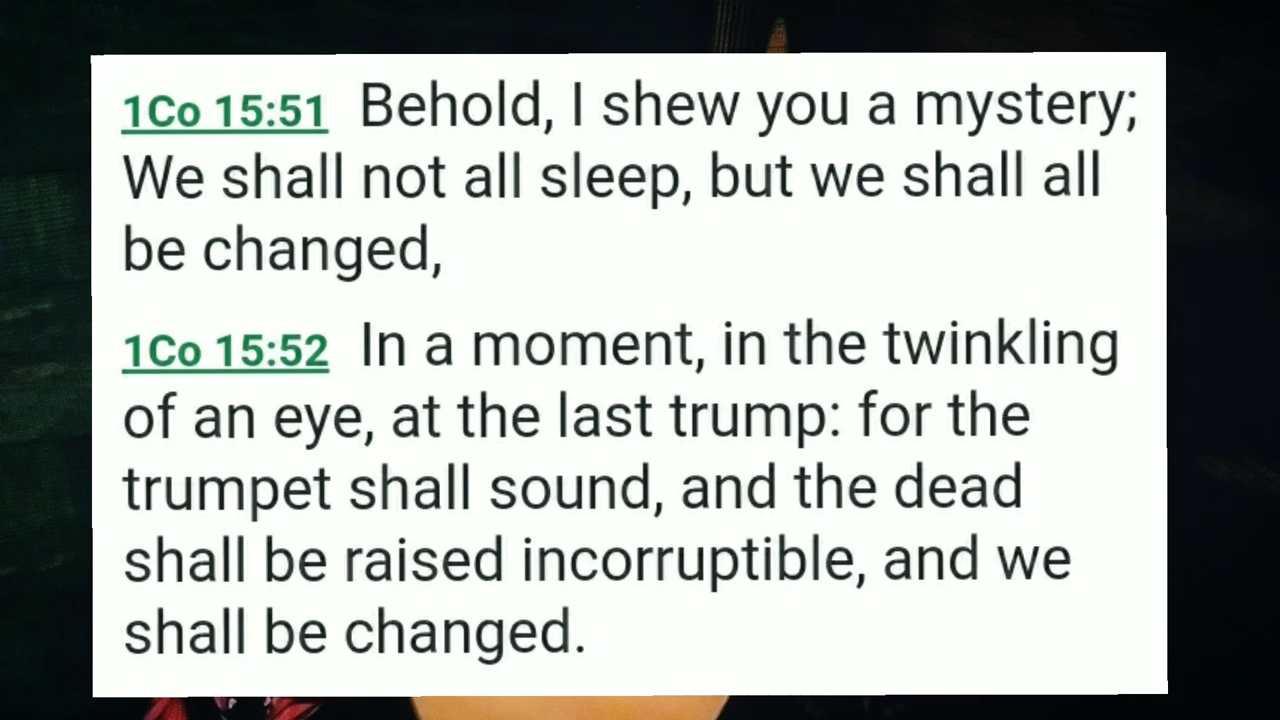 1Co 15:51 Behold, I shew you a mystery;
We shall not all sleep, but we shall all
be changed,
1Co 15:52 In a moment, in the twinkling
of an eye, at the last trump: for the
trumpet shall sound, and the dead
shall be raised incorruptible, and we
shall be changed.